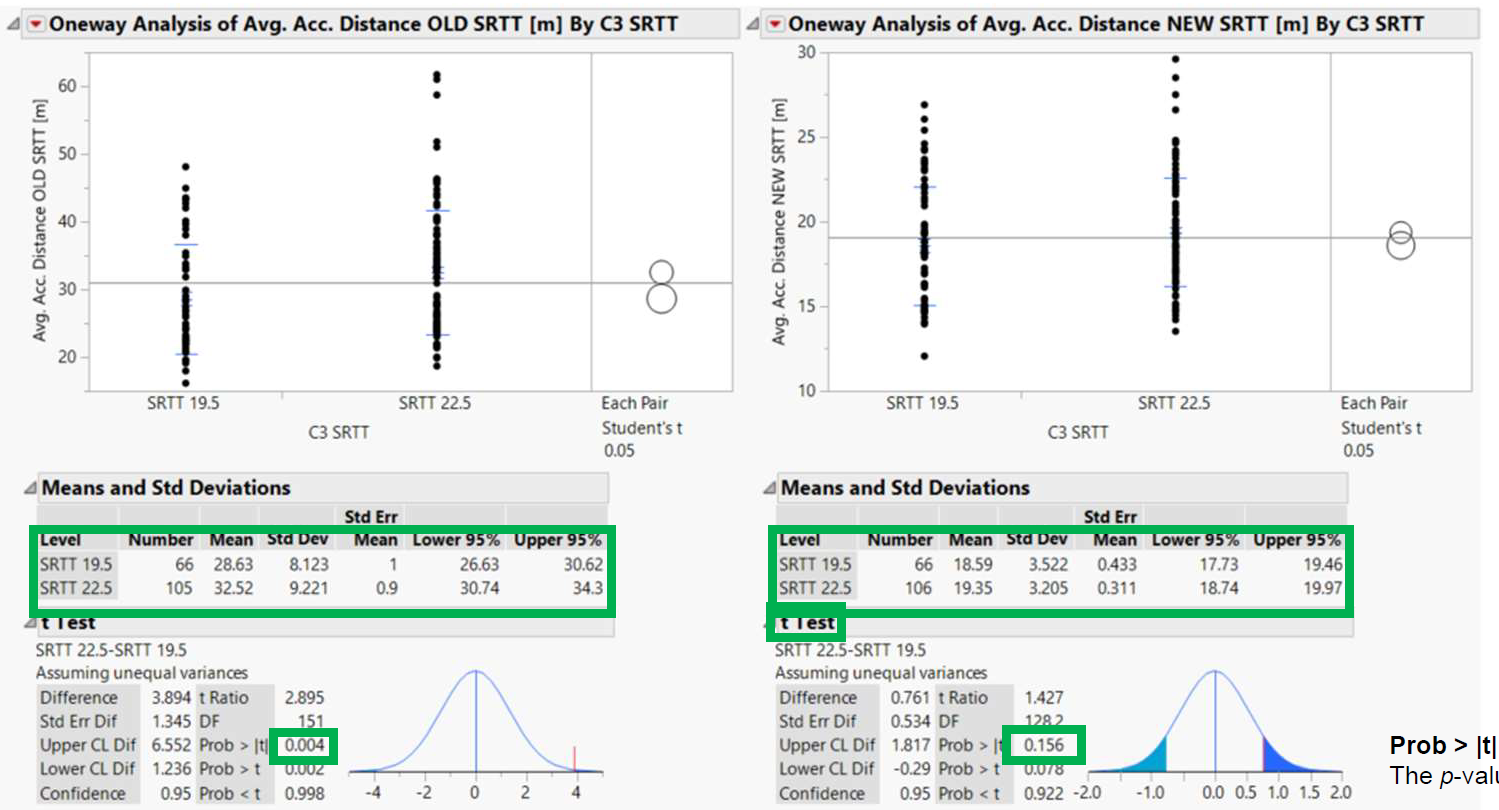 Oneway Analysis of Avg. Acc. Distance OLD SRTT [m] By C3 SRTT
Avg. Acc. Distance OLD SRTT [m]
60
50
40
30
20
SRTT 19.5 SRTT 22.5
C3 SRTT
Each Pair
Student's t
0.05
Means and Std Deviations
Std Err
Level Number Mean Std Dev Mean Lower 95% Upper 95%
SRTT 19.5 66 28.63 8.123 1 26.63 30.62
SRTT 22.5 105 32.52 9.221 0.9 30.74 34.3
t Test
SRTT 22.5-SRTT 19.5
Assuming unequal variances
Difference 3.894 t Ratio 2.895
Std Err Dif 1.345 DF 151
Upper CL Dif 6.552 Prob > |t| 0.004
Lower CL Dif 1.236 Prob > t 0.002
Confidence 0.95 Prob < t 0.998
-4 -2 0 2 4
Oneway Analysis of Avg. Acc. Distance NEW SRTT [m] By C3 SRTT
Avg. Acc. Distance NEW SRTT [m]
30
25
20
15
10
SRTT 19.5 SRTT 22.5
C3 SRTT
Each Pair
Student's t
0.05
Means and Std Deviations
Std Err
Level Number Mean Std Dev Mean Lower 95% Upper 95%
SRTT 19.5 66 18.59 3.522 0.433 17.73 19.46
SRTT 22.5 106 19.35 3.205 0.311 18.74 19.97
t Test
SRTT 22.5-SRTT 19.5
Assuming unequal variances
Difference 0.761 t Ratio 1.427
Std Err Dif 0.534 DF 128.2
Upper CL Dif 1.817 Prob > |t 0.156
Lower CL Dif -0.29 Prob > t 0.078
Confidence 0.95 Prob < t 0.922
-2.0 -1.0 0.0 0.5 1.0 1.5 2.0
Prob > |t|
The p-valu